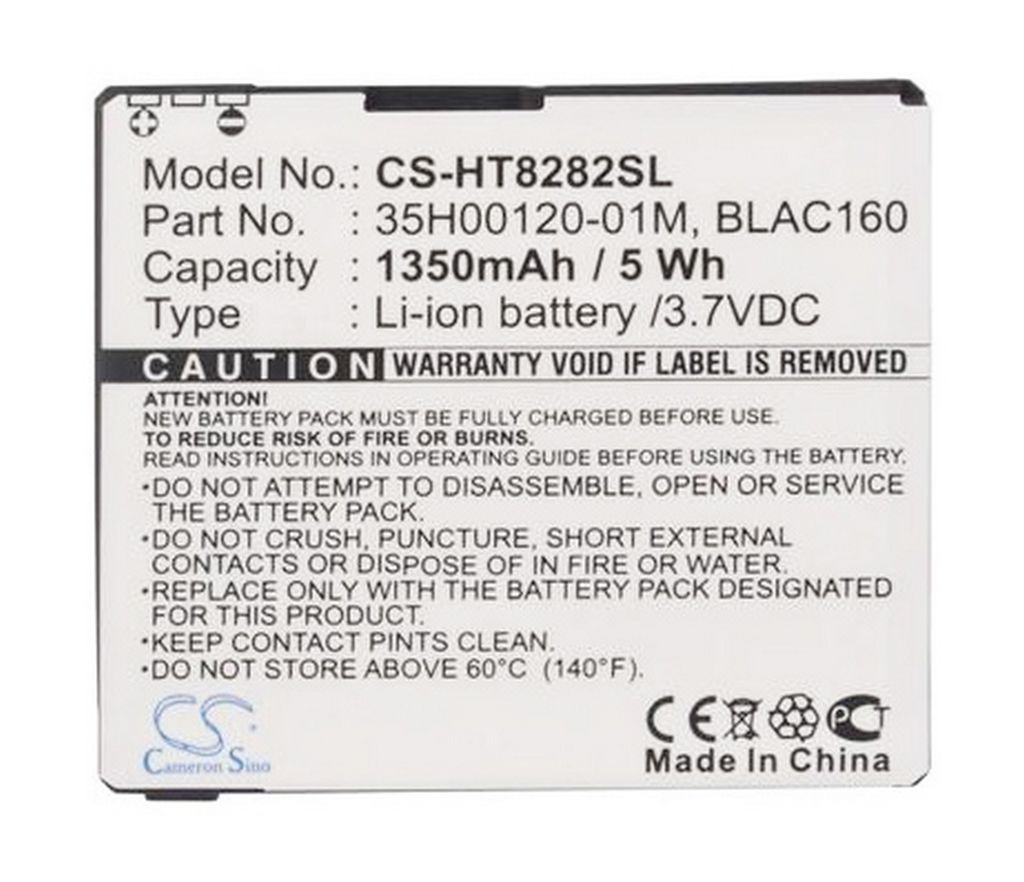 Model No.: CS-HT8282SL
Part No. : 35H00120-01M, BLAC160
Capacity : 1350mAh / 5 Wh
Type : Li-ion battery /3.7VDC
CAUTION WARRANTY VOID IF LABEL IS REMOVED
ATTENTION!
NEW BATTERY PACK MUST BE FULLY CHARGED BEFORE USE.
TO REDUCE RISK OF FIRE OR BURNS.
READ INSTRUCTIONS IN OPERATING GUIDE BEFORE USING THE BATTERY.
•DO NOT ATTEMPT TO DISASSEMBLE, OPEN OR SERVICE
THE BATTERY PACK.
•DO NOT CRUSH, PUNCTURE, SHORT EXTERNAL
CONTACTS OR DISPOSE OF IN FIRE OR WATER.
•REPLACE ONLY WITH THE BATTERY PACK DESIGNATED
FOR THIS PRODUCT.
•KEEP CONTACT PINTS CLEAN.
•DO NOT STORE ABOVE 60°C (140°F).
CS
Cameron Sino
CE PCT
Made In China